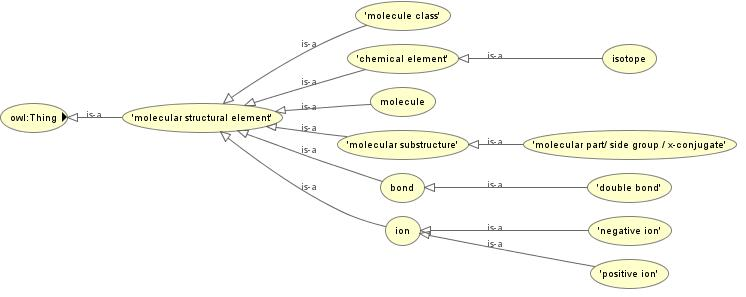 'molecule class'
is-a
'chemical element'
is-a
isotope
is-a
molecule
is-a
owl:Thing
is-a
'molecular structural element'
is-a
'molecular substructure'
is-a
'molecular part/ side group / x-conjugate'
is-a
bond
is-a
'double bond'
is-a
ion
is-a
'negative ion'
is-a
'positive ion'